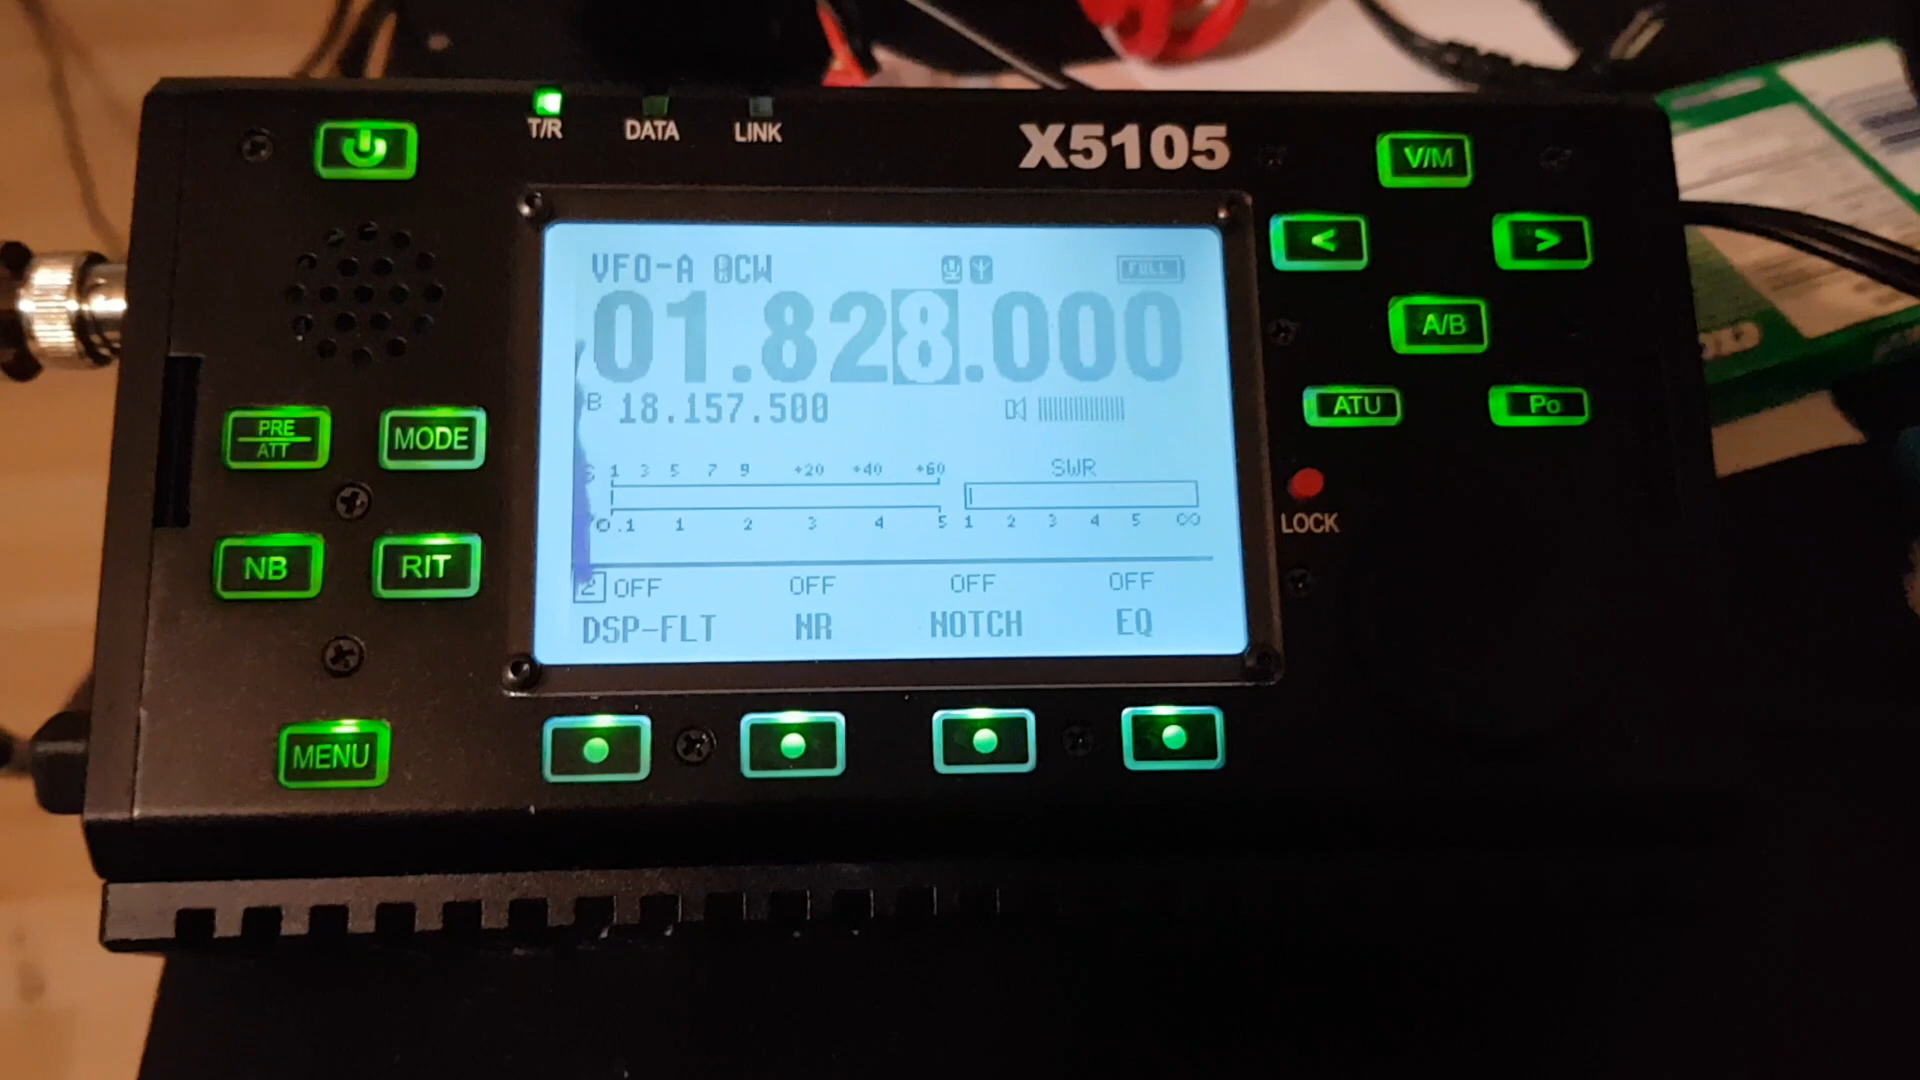 T/R DATA LINK
X5105
V/M
< >
A/B
ATU Po
LOCK
PRE
ATT
MODE
NB RIT
MENU
VFO-A CW FULL
01.828.000
B 18.157.500
S 1 3 5 7 9 +20 +40 +60 SWR
0.1 1 2 3 4 5 1 2 3 4 5 ∞
2 OFF OFF OFF OFF
DSP-FLT NR NOTCH EQ